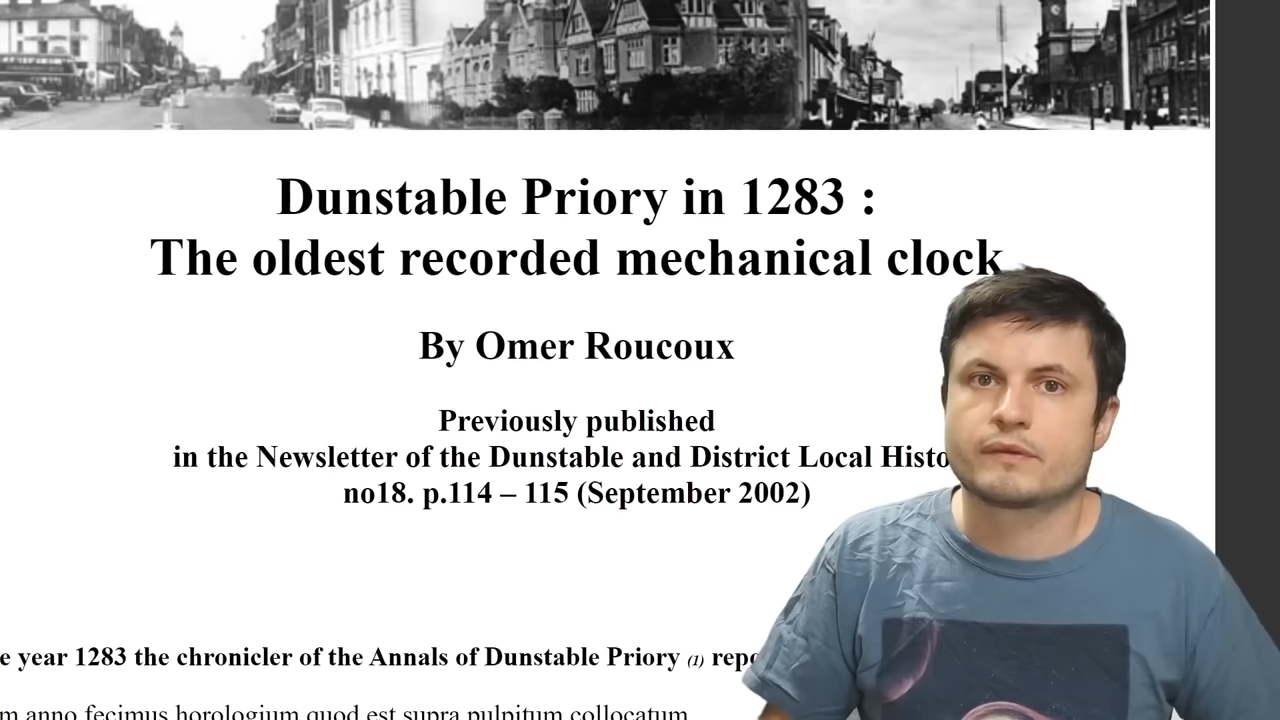 Dunstable Priory in 1283 :
The oldest recorded mechanical clock
By Omer Roucoux
Previously published
in the Newsletter of the Dunstable and District Local Histo
no18. p.114 – 115 (September 2002)
e year 1283 the chronicler of the Annals of Dunstable Priory (1) repo
m anno fecimus horologium quod est supra pulpitum collocatum